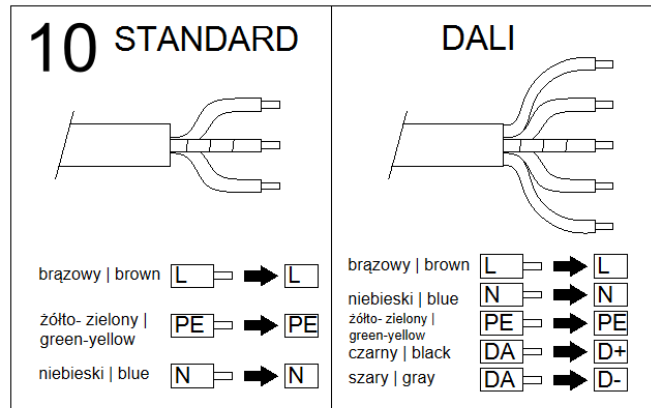 10 STANDARD
brązowy | brown L L
żółto- zielony |
green-yellow PE PE
niebieski | blue N N
DALI
brązowy | brown L L
niebieski | blue N N
żółto- zielony |
green-yellow PE PE
czarny | black DA D+
szary | gray DA D-